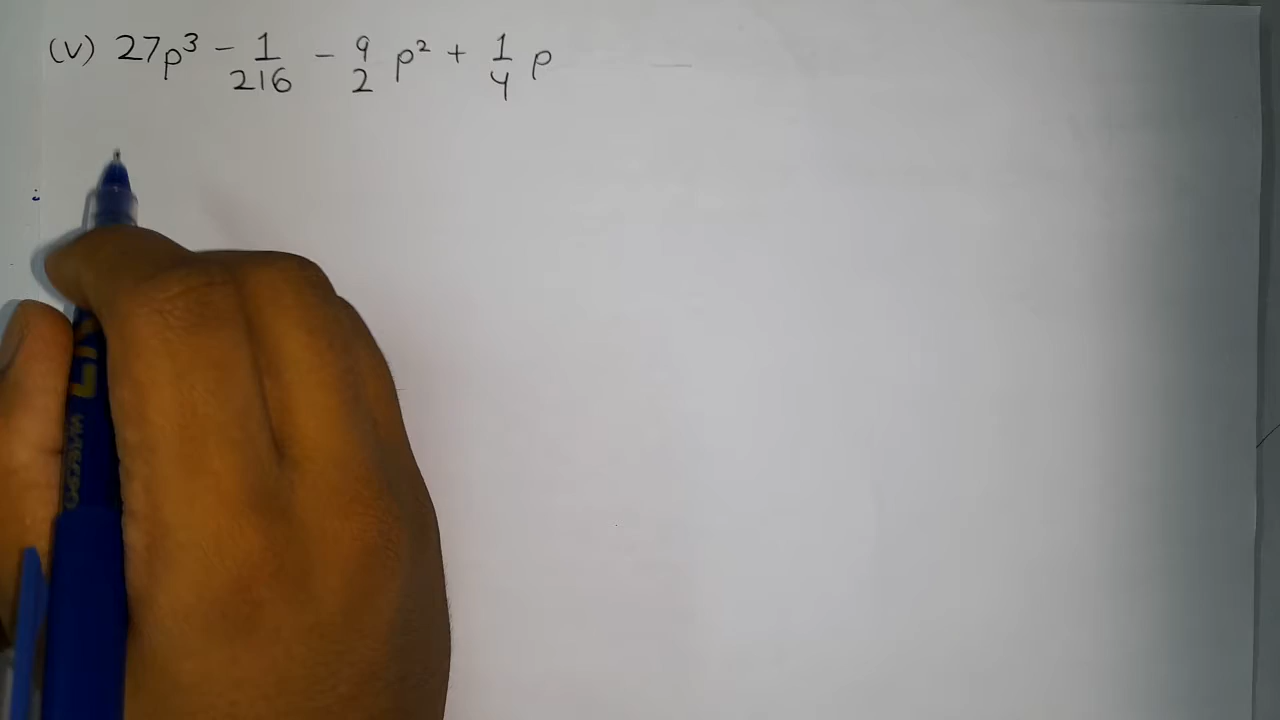 (V) 27p³ - 1/216 - 9/2 p² + 1/4 p